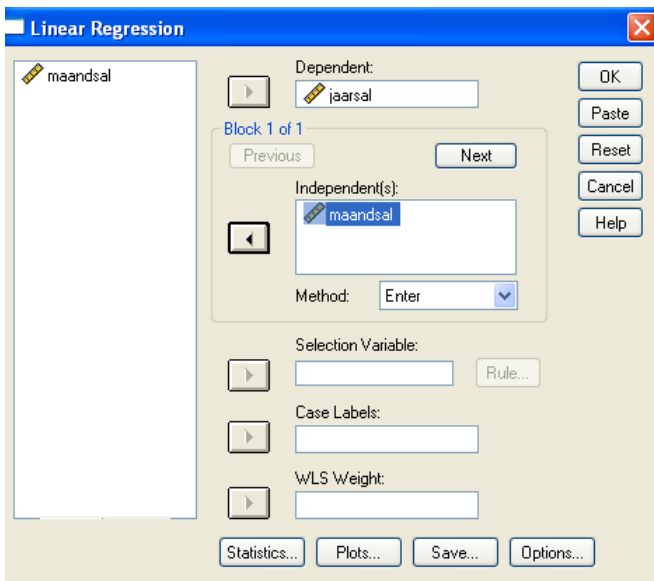 Linear Regression
maandsal
Dependent:
jaarsal
Block 1 of 1
Previous
Next
Independent(s):
maandsal
Method:
Enter
Selection Variable:
Rule...
Case Labels:
WLS Weight:
Statistics...
Plots...
Save...
Options...
OK
Paste
Reset
Cancel
Help